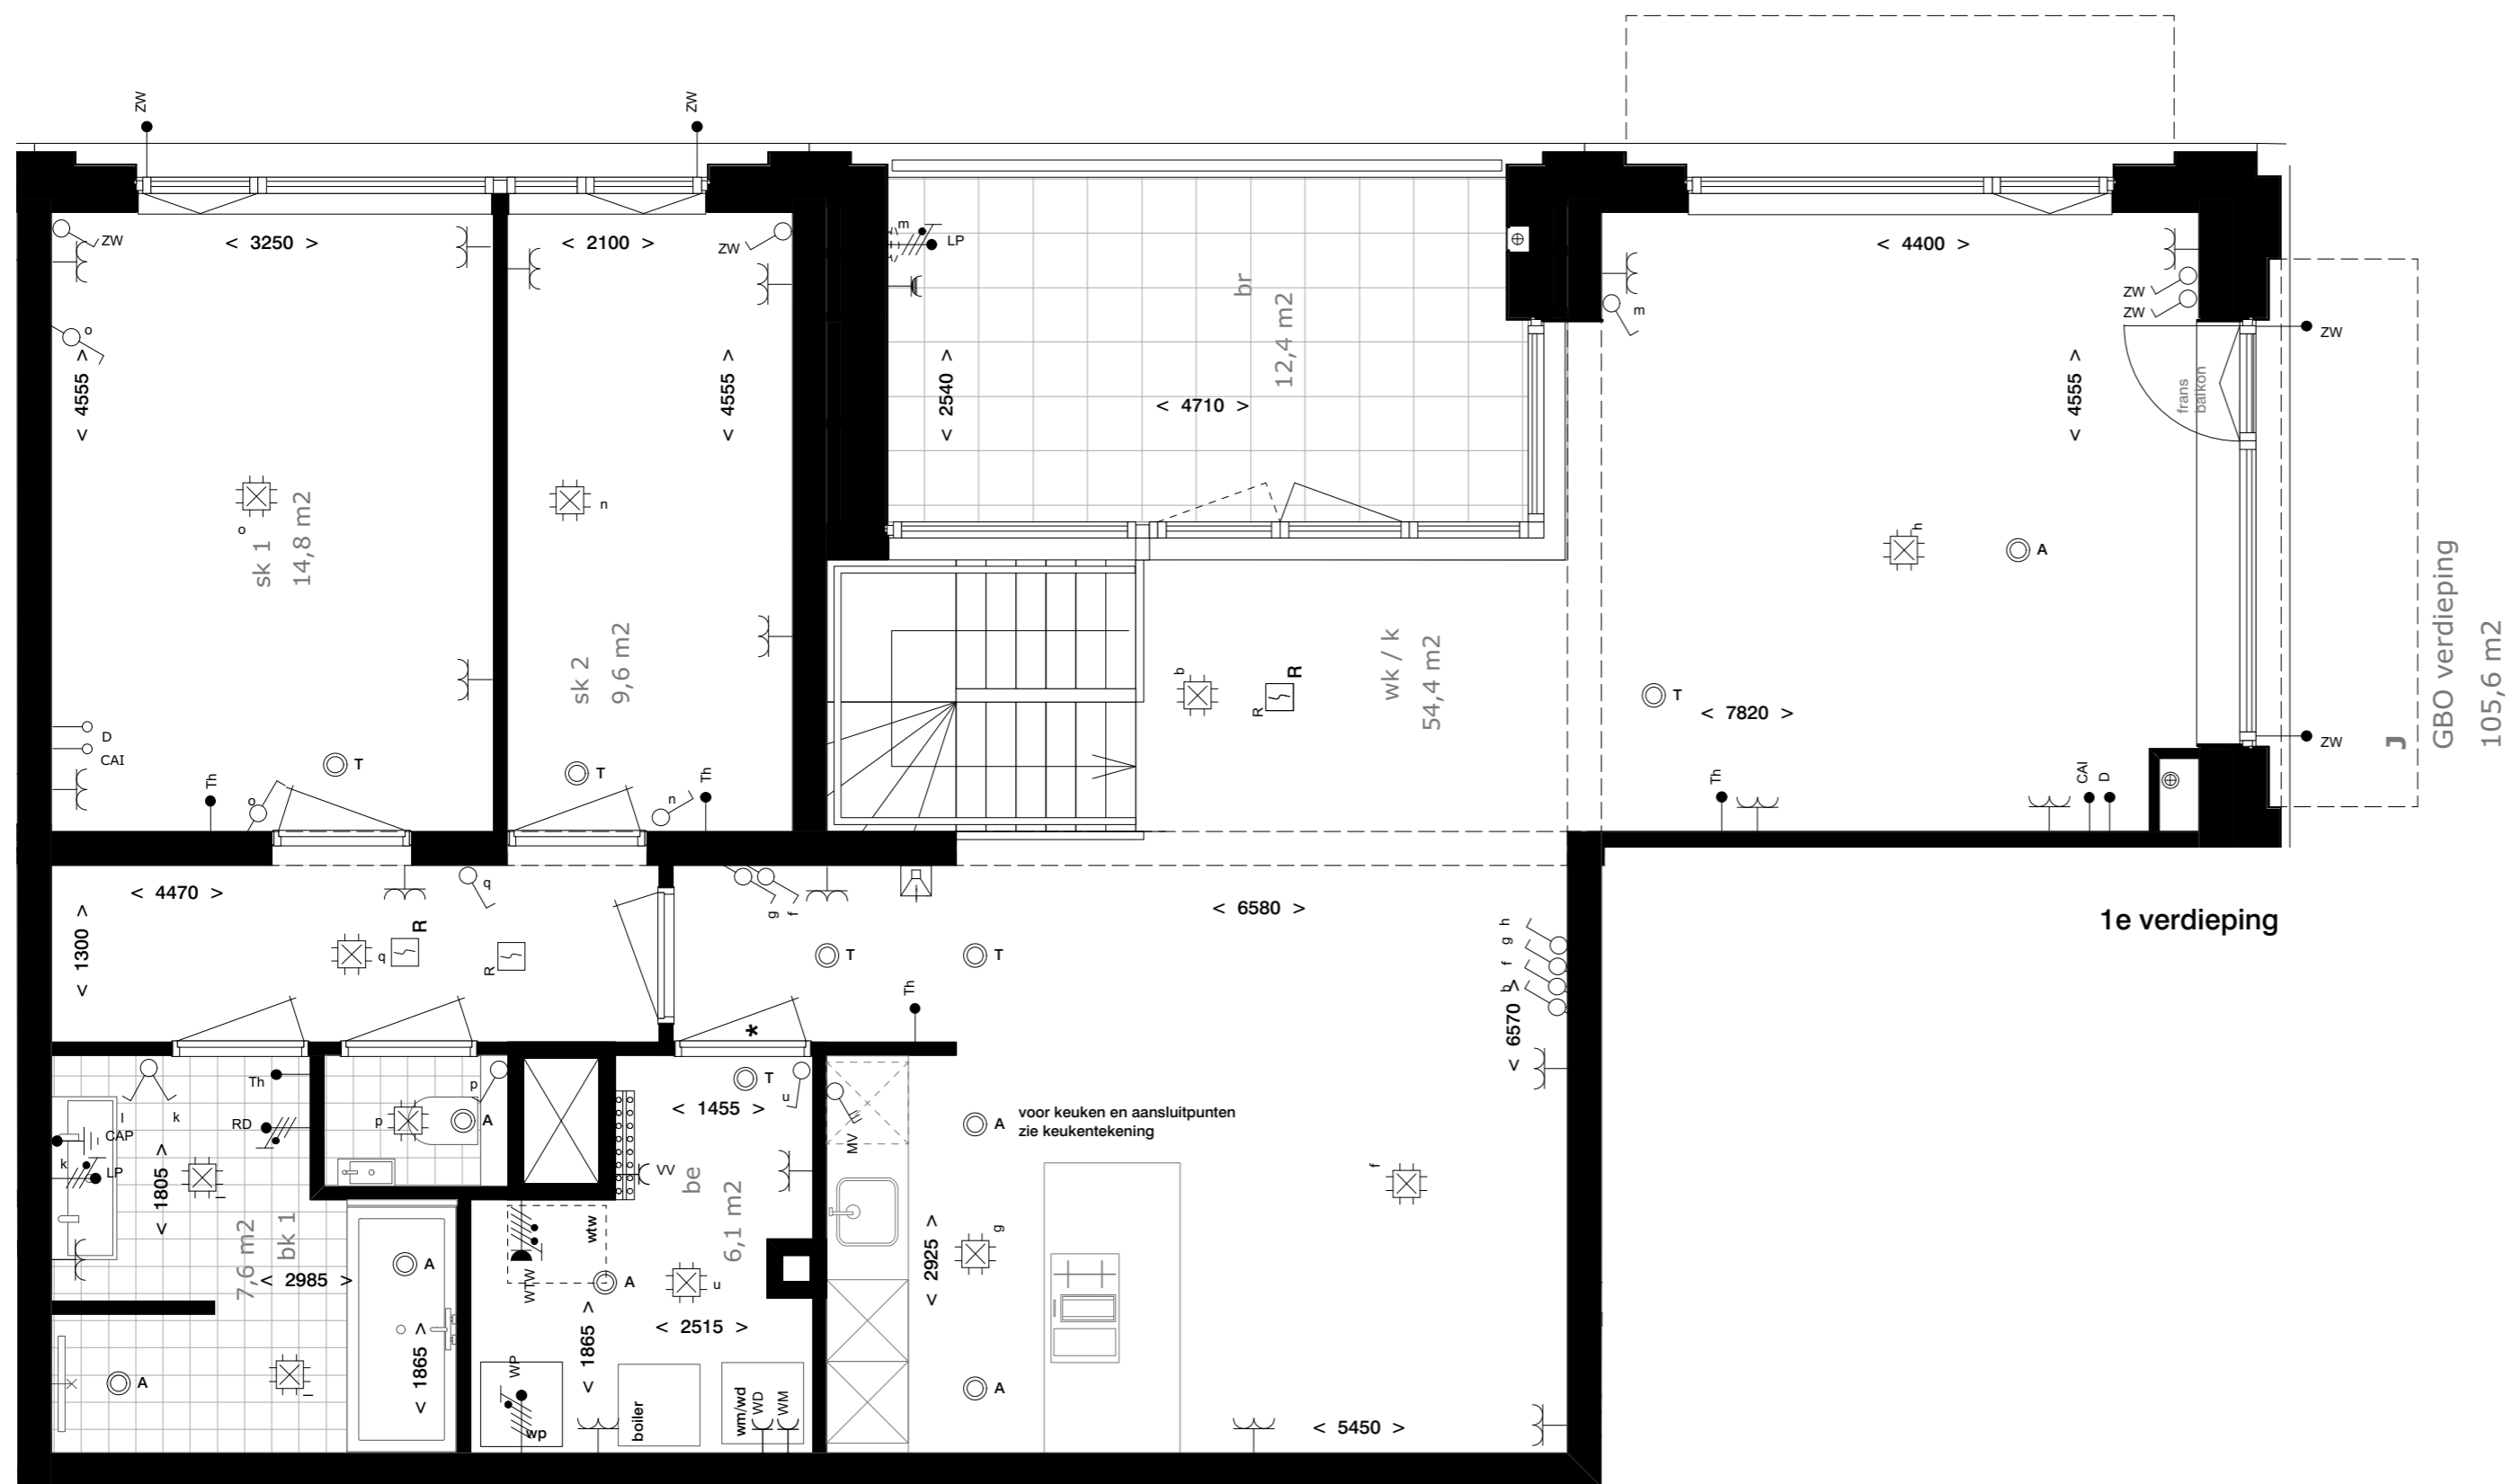 ZW
ZW
ZW
< 3250 >
< 2100 >
ZW
m
LP
< 4400 >
ZW
ZW
m
ZW
o
< 4555 >
< 4555 >
< 2540 >
br
12,4 m2
< 4710 >
< 4555 >
frans
balkon
o
sk 1
14,8 m2
n
sk 2
9,6 m2
h
A
b
R
R
wk / k
54,4 m2
T
< 7820 >
ZW
J
GBO verdieping
105,6 m2
D
CAI
Th
o
T
T
n
Th
Th
CAI
D
< 4470 >
q
g
f
< 6580 >
1e verdieping
< 1300 >
q
R
R
T
T
Th
h
g
f
b
< 6570 >
*
Th
l
k
RD
CAP
k
LP
< 1805 >
l
p
p
A
T
< 1455 >
u
VV
be
6,1 m2
MV
A
voor keuken en aansluitpunten
zie keukentekening
f
7,6 m2
bk 1
< 2985 >
A
wtw
WTW
A
u
< 2925 >
g
< 1865 >
< 1865 >
< 2515 >
A
l
WP
wp
boiler
wm/wd
WD
WM
A
< 5450 >